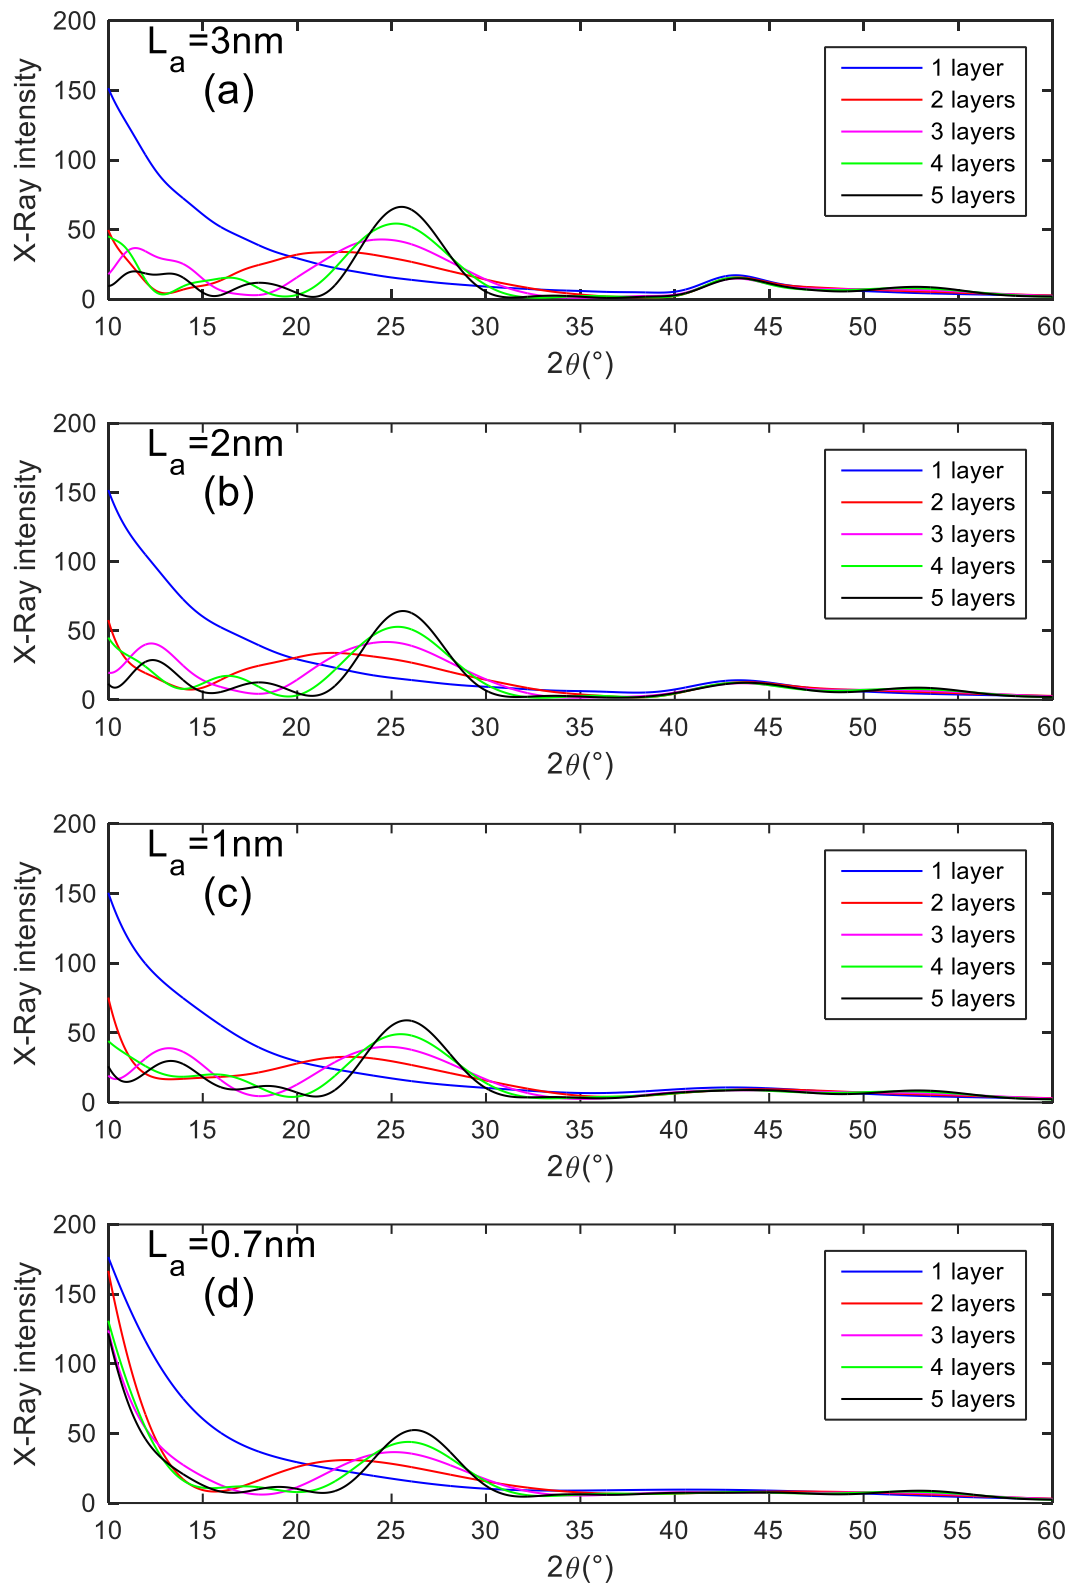 200
150
100
50
0
X-Ray intensity
L_a=3nm
(a)
1 layer
2 layers
3 layers
4 layers
5 layers
10 15 20 25 30 35 40 45 50 55 60
2θ(°)
200
150
100
50
0
X-Ray intensity
L_a=2nm
(b)
1 layer
2 layers
3 layers
4 layers
5 layers
10 15 20 25 30 35 40 45 50 55 60
2θ(°)
200
150
100
50
0
X-Ray intensity
L_a=1nm
(c)
1 layer
2 layers
3 layers
4 layers
5 layers
10 15 20 25 30 35 40 45 50 55 60
2θ(°)
200
150
100
50
0
X-Ray intensity
L_a=0.7nm
(d)
1 layer
2 layers
3 layers
4 layers
5 layers
10 15 20 25 30 35 40 45 50 55 60
2θ(°)